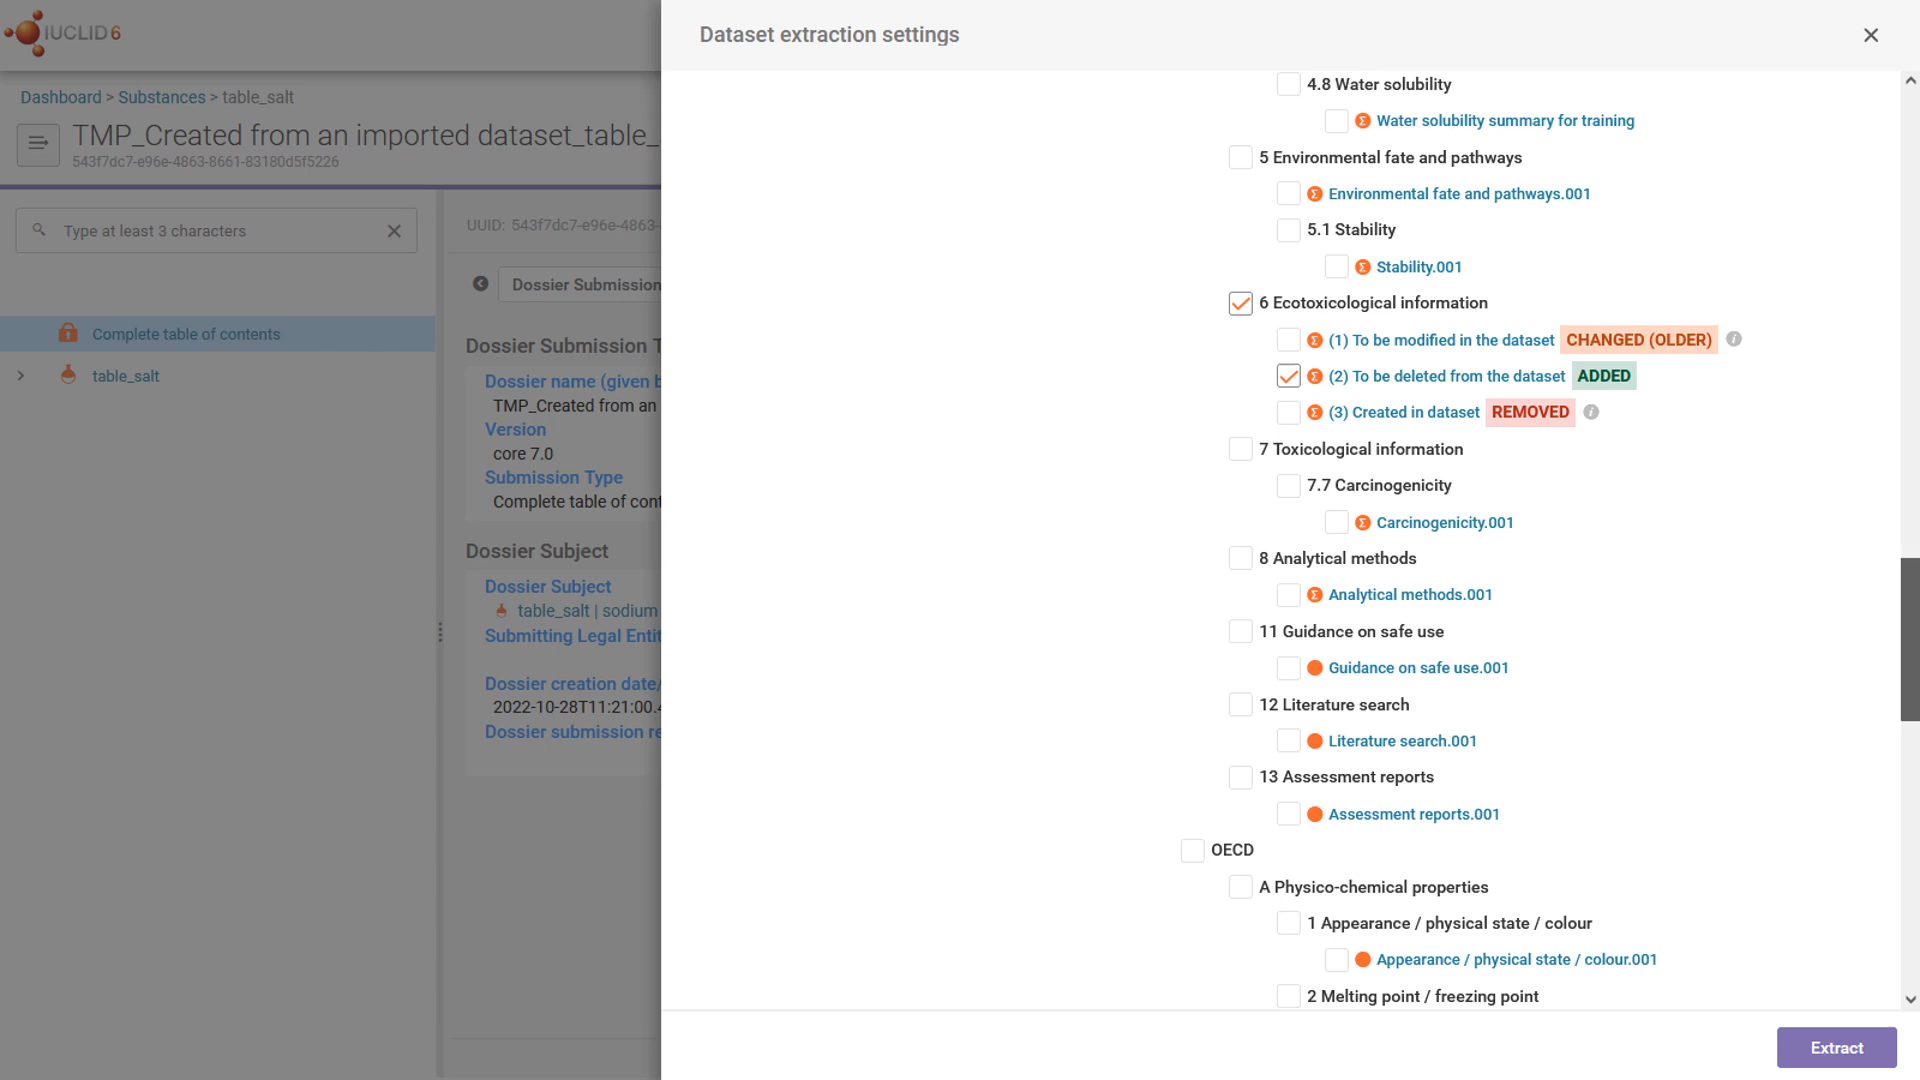 IUCLID 6
Dashboard > Substances > table_salt
TMP_Created from an imported dataset_table_
543f7dc7-e96e-4863-8661-83180d5f5226
Type at least 3 characters
Complete table of contents
table_salt
UUID: 543f7dc7-e96e-4863-
Dossier Submission
Dossier Submission T
Dossier name (given b
TMP_Created from an
Version
core 7.0
Submission Type
Complete table of cont
Dossier Subject
Dossier Subject
table_salt | sodium
Submitting Legal Entit
Dossier creation date/
2022-10-28T11:21:00.4
Dossier submission re
Dataset extraction settings
4.8 Water solubility
Water solubility summary for training
5 Environmental fate and pathways
Environmental fate and pathways.001
5.1 Stability
Stability.001
6 Ecotoxicological information
(1) To be modified in the dataset CHANGED (OLDER)
(2) To be deleted from the dataset ADDED
(3) Created in dataset REMOVED
7 Toxicological information
7.7 Carcinogenicity
Carcinogenicity.001
8 Analytical methods
Analytical methods.001
11 Guidance on safe use
Guidance on safe use.001
12 Literature search
Literature search.001
13 Assessment reports
Assessment reports.001
OECD
A Physico-chemical properties
1 Appearance / physical state / colour
Appearance / physical state / colour.001
2 Melting point / freezing point
Extract